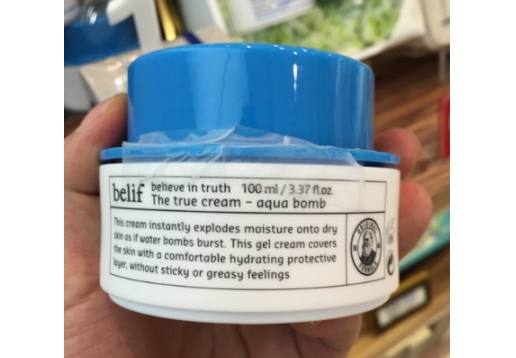 belif
believe in truth 100 ml / 3.37 fl.oz.
The true cream – aqua bomb
This cream instantly explodes moisture onto dry
skin as if water bombs burst. This gel cream covers
the skin with a comfortable hydrating protective
layer, without sticky or greasy feelings